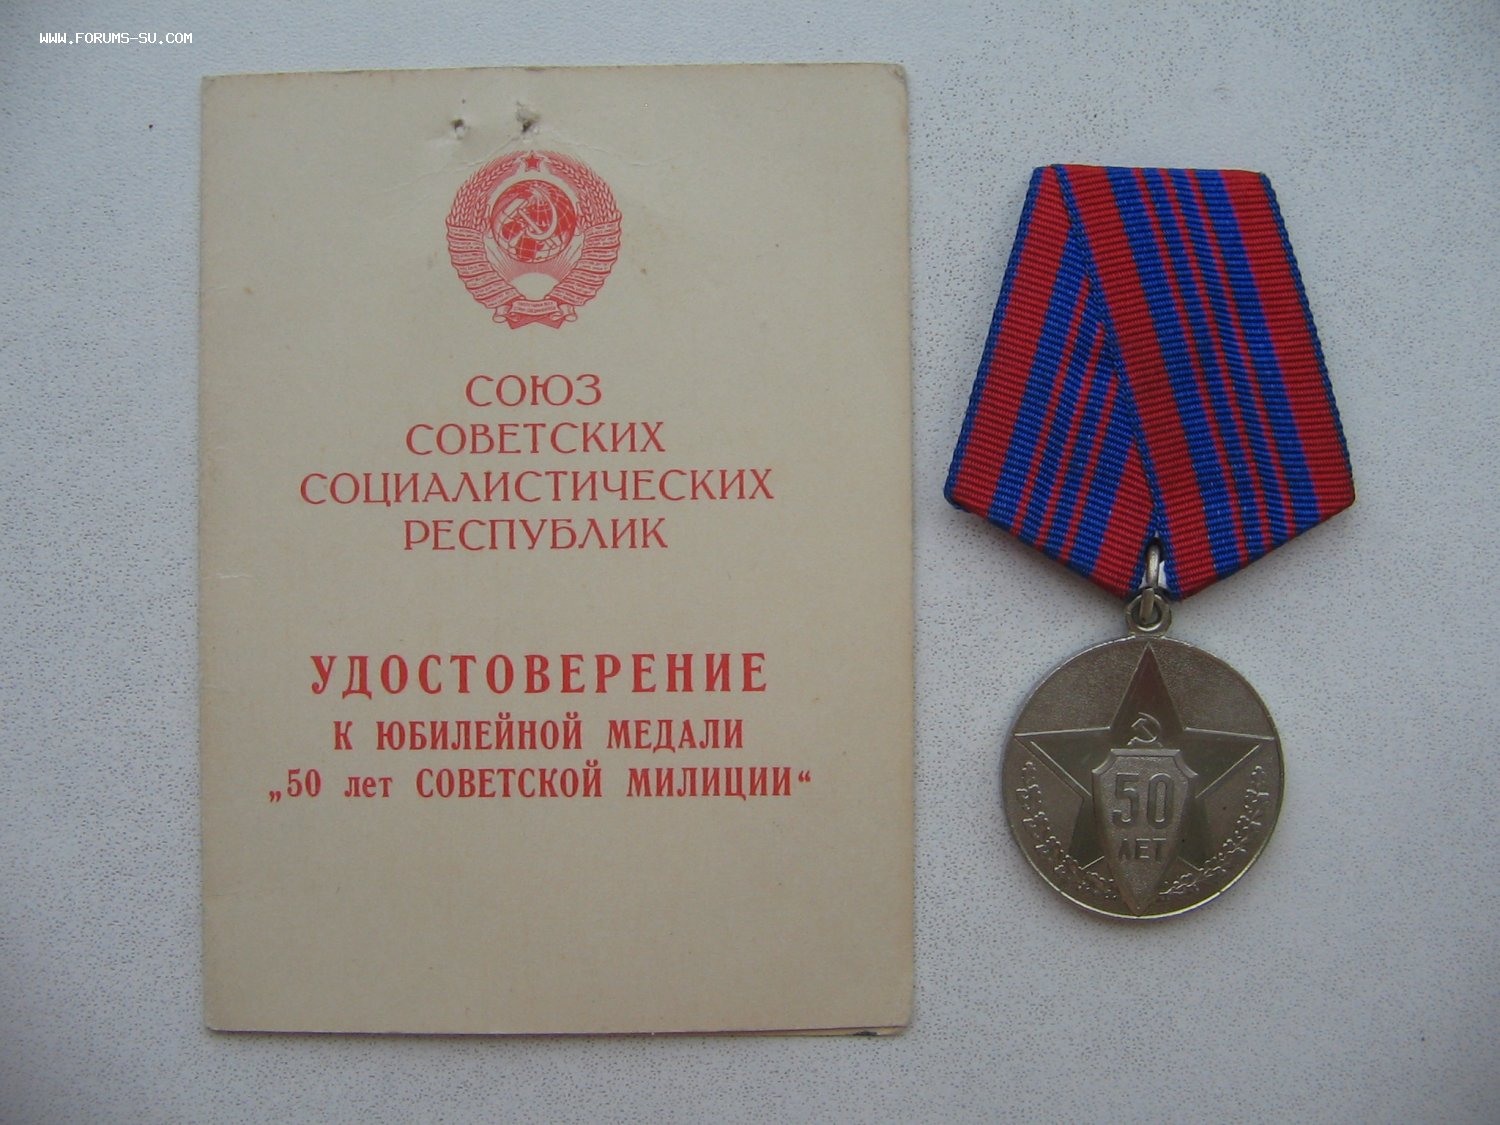 WWW.FORUMS-SU.COM
СОЮЗ
СОВЕТСКИХ
СОЦИАЛИСТИЧЕСКИХ
РЕСПУБЛИК
УДОСТОВЕРЕНИЕ
К ЮБИЛЕЙНОЙ МЕДАЛИ
„50 лет СОВЕТСКОЙ МИЛИЦИИ“
50
ЛЕТ